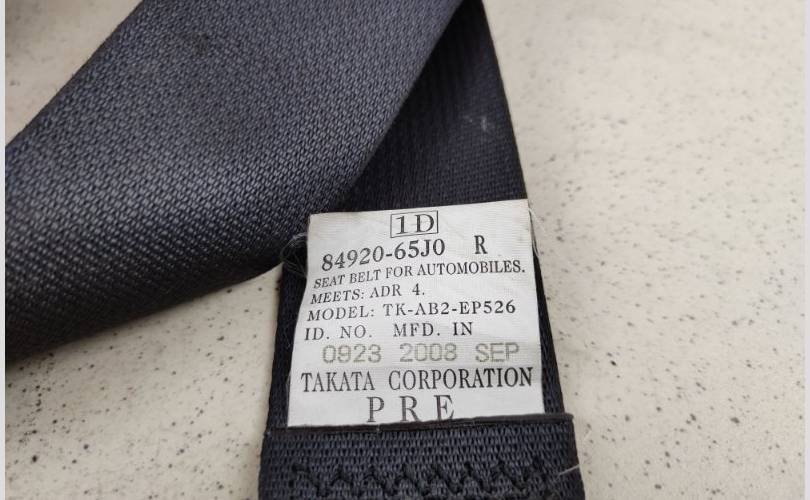 1D
84920-65J0 R
SEAT BELT FOR AUTOMOBILES.
MEETS: ADR 4.
MODEL: TK-AB2-EP526
ID. NO. MFD. IN
0923 2008 SEP
TAKATA CORPORATION
PRE